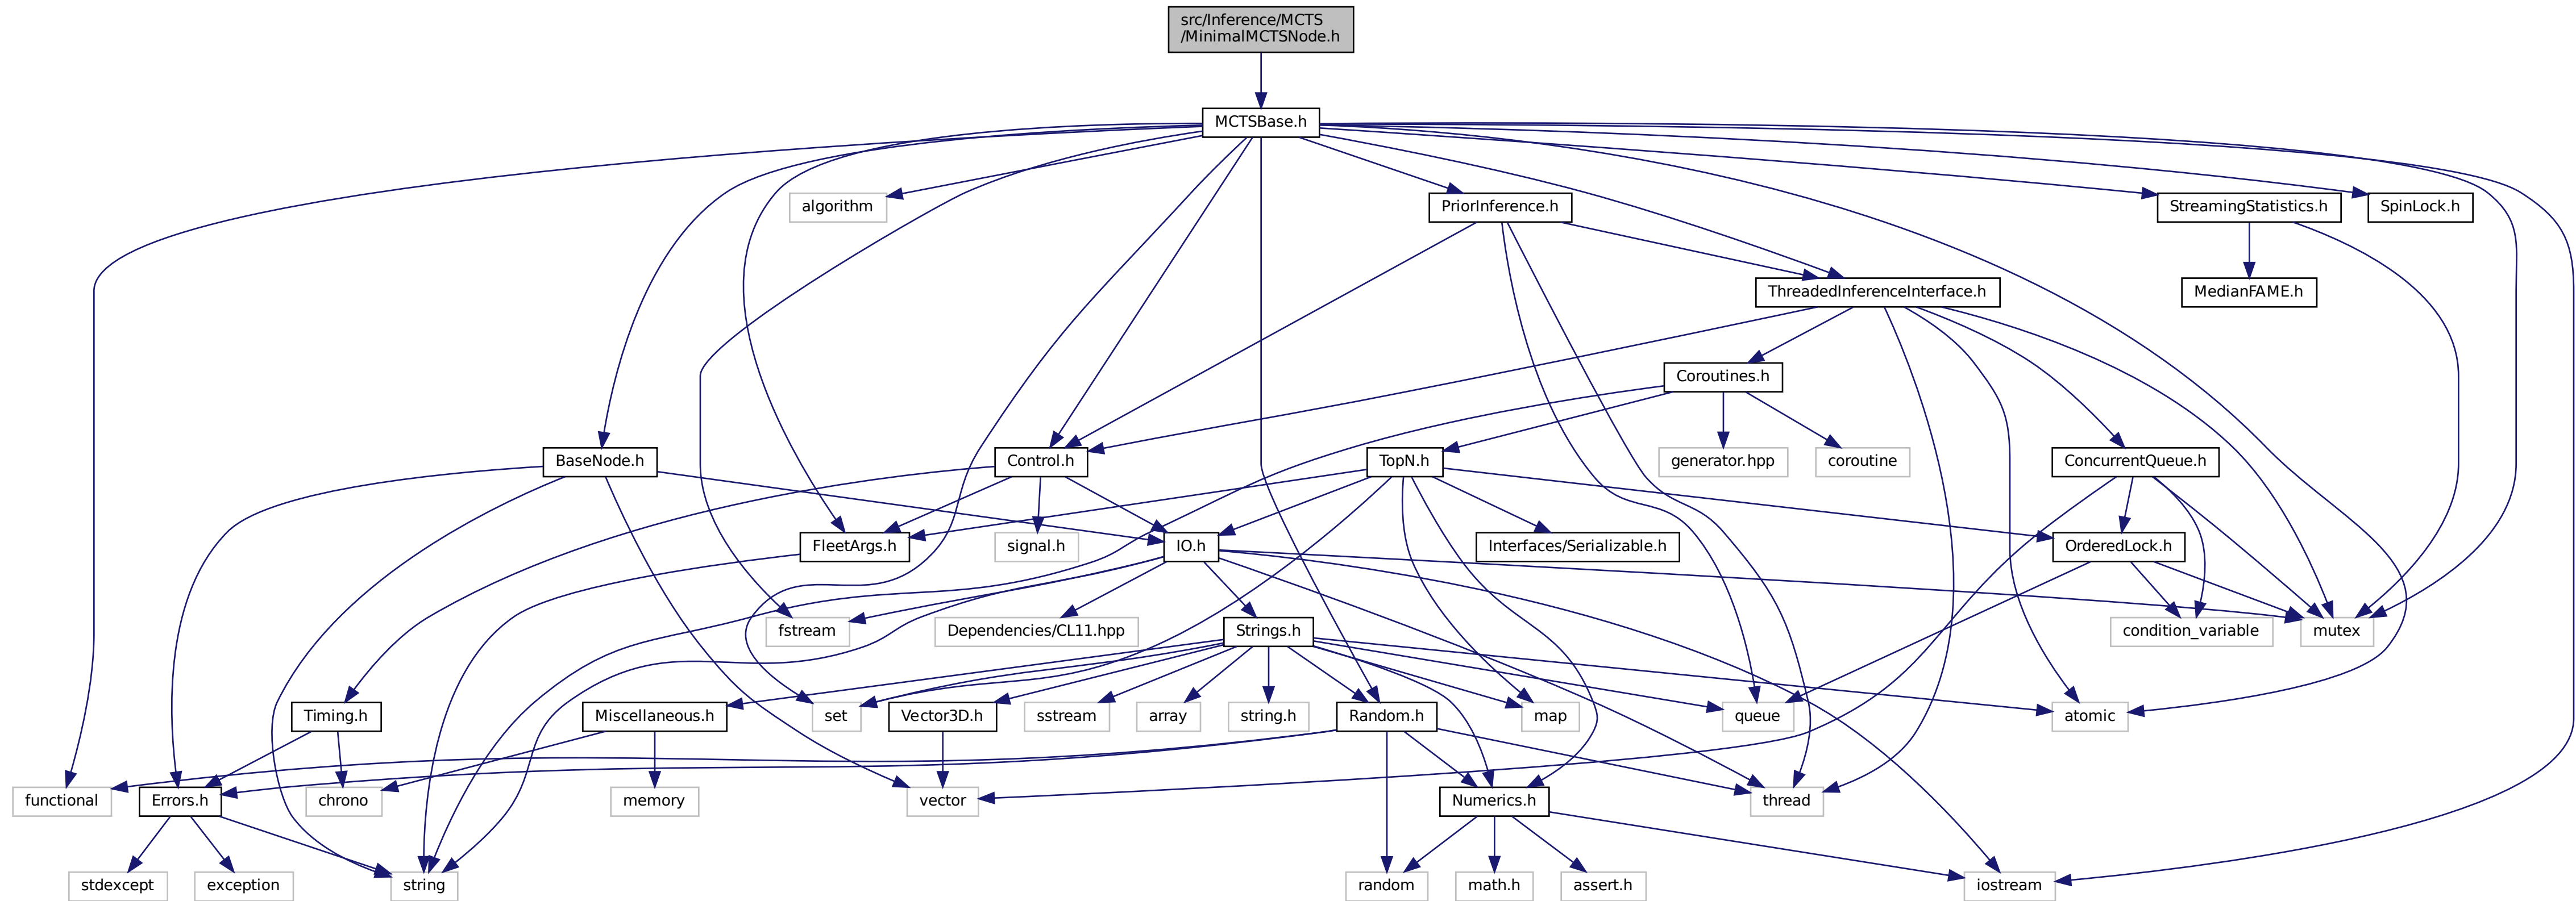 src/Inference/MCTS
/MinimalMCTSNode.h
MCTSBase.h
algorithm
PriorInference.h
StreamingStatistics.h
SpinLock.h
ThreadedInferenceInterface.h
MedianFAME.h
Coroutines.h
BaseNode.h
Control.h
TopN.h
generator.hpp
coroutine
ConcurrentQueue.h
FleetArgs.h
signal.h
IO.h
Interfaces/Serializable.h
OrderedLock.h
fstream
Dependencies/CL11.hpp
Strings.h
condition_variable
mutex
Timing.h
Miscellaneous.h
set
Vector3D.h
sstream
array
string.h
Random.h
map
queue
atomic
functional
Errors.h
chrono
memory
vector
Numerics.h
thread
stdexcept
exception
string
random
math.h
assert.h
iostream